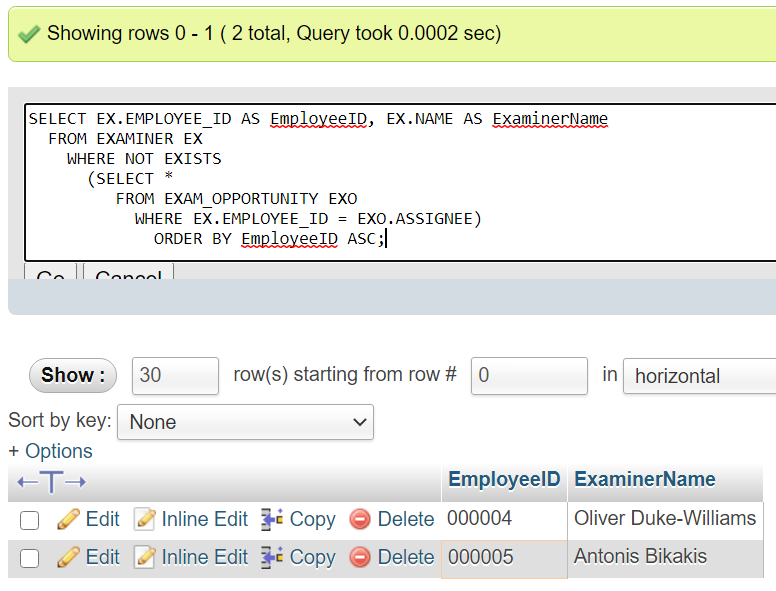 Showing rows 0 - 1 ( 2 total, Query took 0.0002 sec)
SELECT EX.EMPLOYEE_ID AS EmployeeID, EX.NAME AS ExaminerName
FROM EXAMINER EX
WHERE NOT EXISTS
(SELECT *
FROM EXAM_OPPORTUNITY EXO
WHERE EX.EMPLOYEE_ID = EXO.ASSIGNEE)
ORDER BY EmployeeID ASC;
Go Cancel
Show : 30 row(s) starting from row # 0 in horizontal
Sort by key: None
+ Options
←T→ EmployeeID ExaminerName
Edit Inline Edit Copy Delete 000004 Oliver Duke-Williams
Edit Inline Edit Copy Delete 000005 Antonis Bikakis